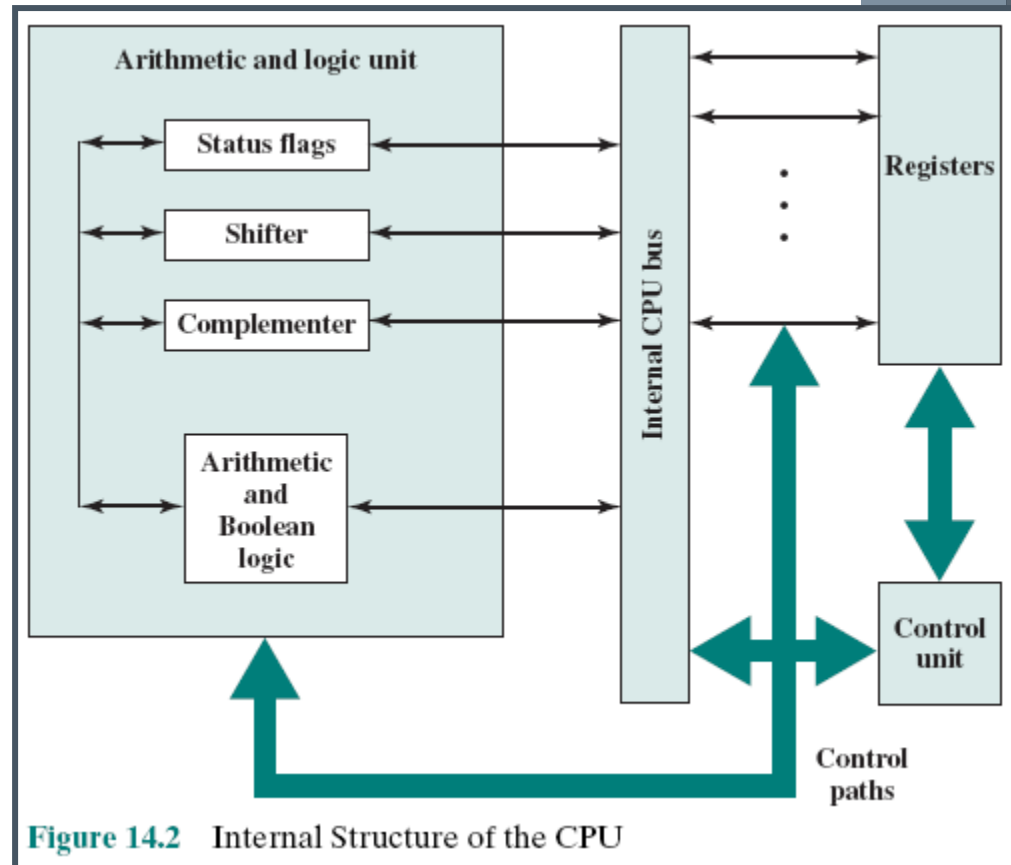 Arithmetic and logic unit
Status flags
Shifter
Complementer
Arithmetic
and
Boolean
logic
Internal CPU bus
Registers
Control
unit
Control
paths
Figure 14.2 Internal Structure of the CPU